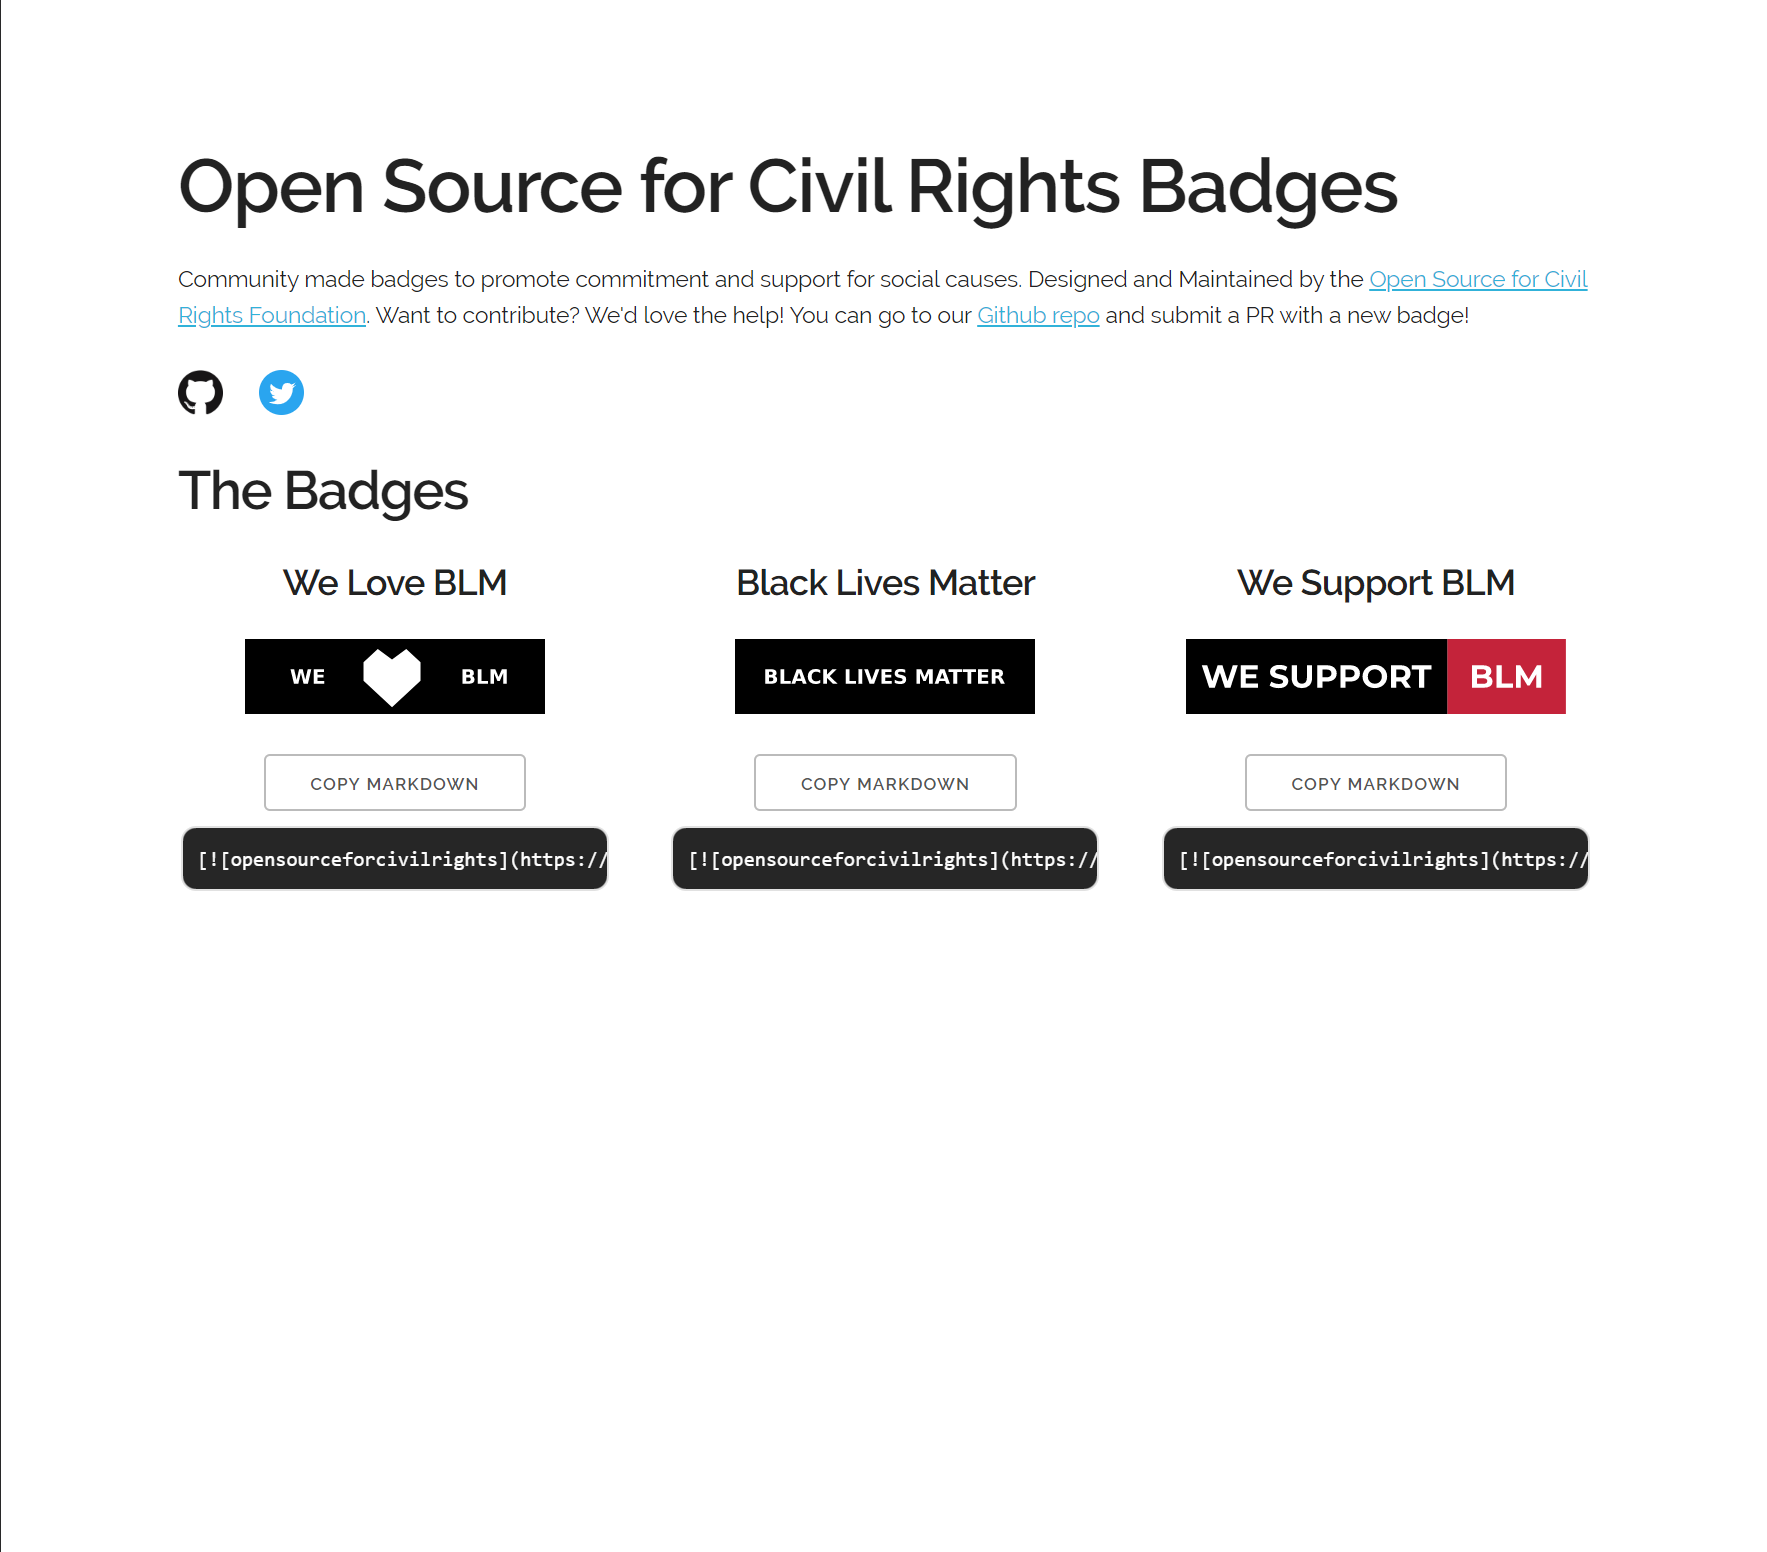 Open Source for Civil Rights Badges
Community made badges to promote commitment and support for social causes. Designed and Maintained by the Open Source for Civil
Rights Foundation. Want to contribute? We'd love the help! You can go to our Github repo and submit a PR with a new badge!
The Badges
We Love BLM
Black Lives Matter
We Support BLM
WE BLM
BLACK LIVES MATTER
WE SUPPORT BLM
COPY MARKDOWN
COPY MARKDOWN
COPY MARKDOWN
[![opensourceforcivilrights](https://
[![opensourceforcivilrights](https://
[![opensourceforcivilrights](https://